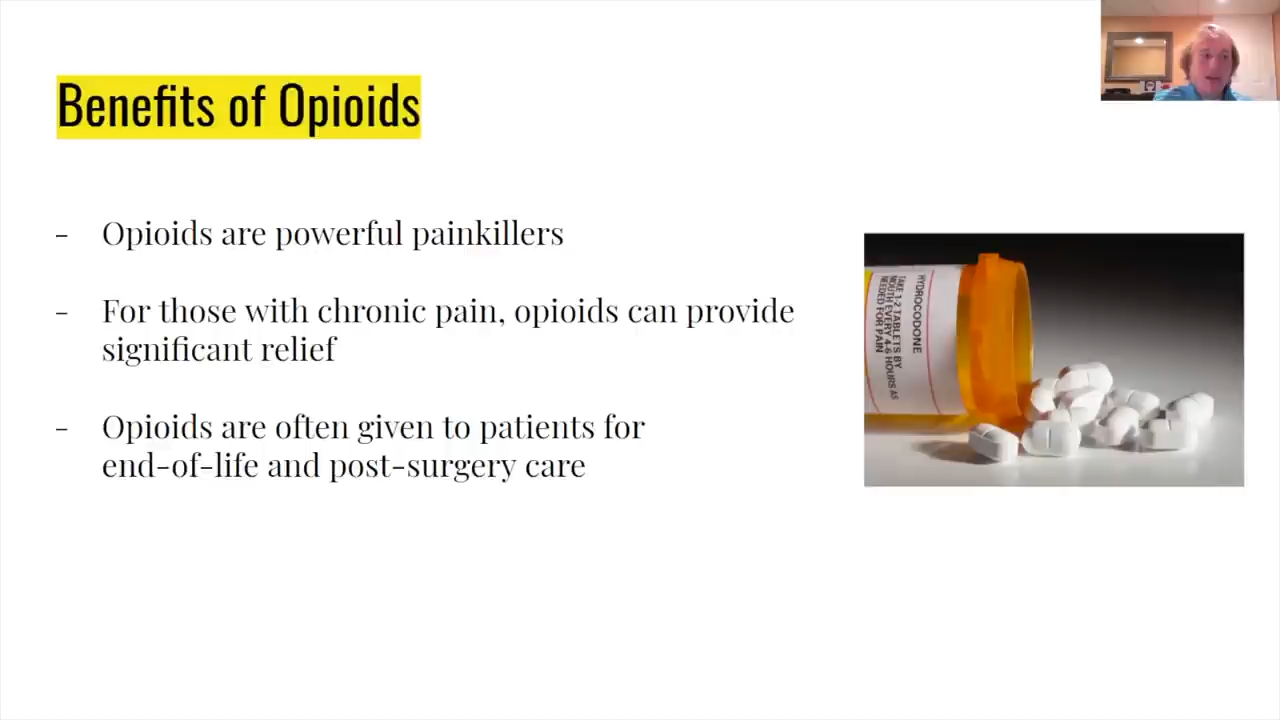 Benefits of Opioids
- Opioids are powerful painkillers
- For those with chronic pain, opioids can provide
significant relief
- Opioids are often given to patients for
end-of-life and post-surgery care
HYDROCODONE
TAKE 1-2 TABLETS BY
MOUTH EVERY 4-6 HOURS AS
NEEDED FOR PAIN